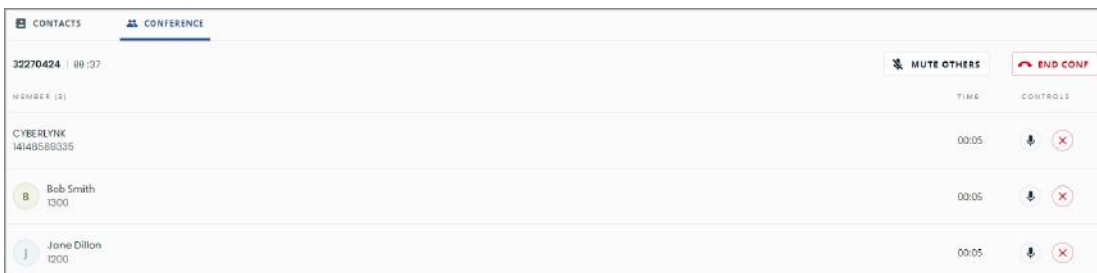 CONTACTS CONFERENCE
32270424 | 00:37 MUTE OTHERS END CONF
MEMBER (3) TIME CONTROLS
CYBERLYNK
14148589335 00:05
B Bob Smith
1300 00:05
J Jane Dillon
1200 00:05